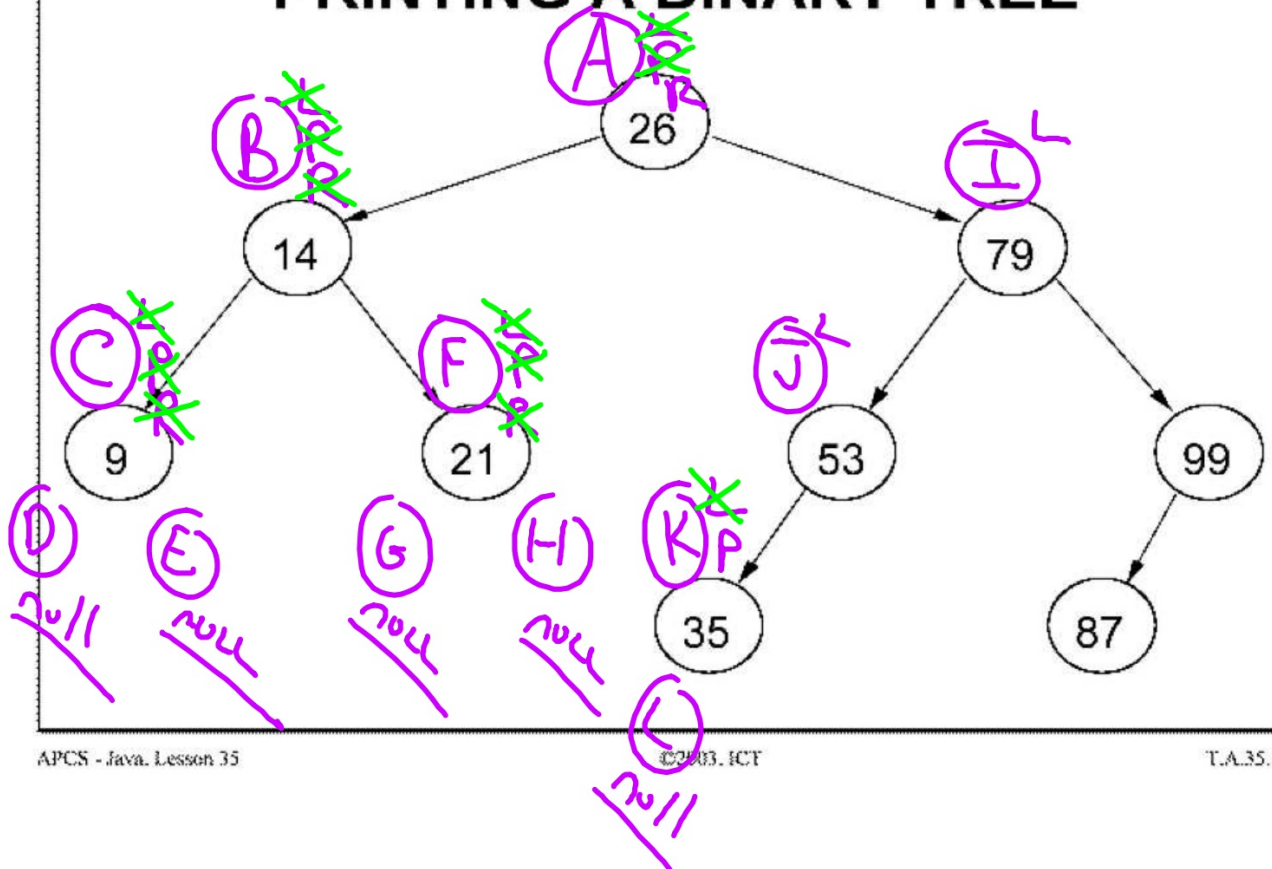 PRINTING A BINARY TREE
A L P R
26
B L P R
14
I L
79
C L P R
9
F L P R
21
J L
53
99
D
null
E
null
G
null
H
null
K L P
35
87
L
null
APCS - Java, Lesson 35 ©2003, ICT T.A.35.